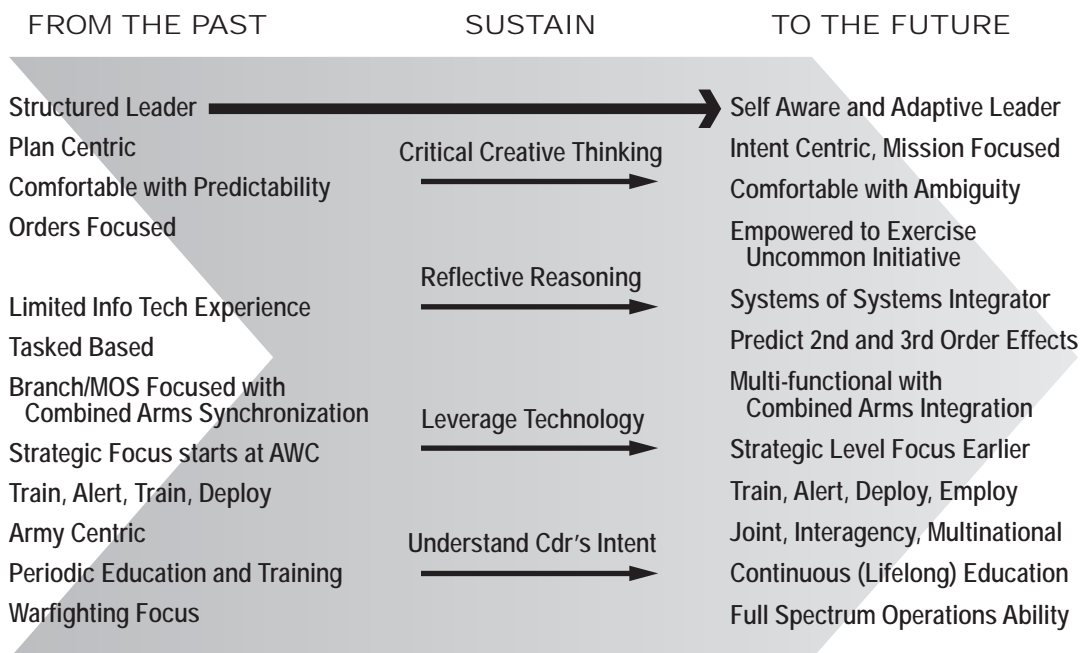 FROM THE PAST
SUSTAIN
TO THE FUTURE
Structured Leader
Plan Centric
Comfortable with Predictability
Orders Focused
Limited Info Tech Experience
Tasked Based
Branch/MOS Focused with
Combined Arms Synchronization
Strategic Focus starts at AWC
Train, Alert, Train, Deploy
Army Centric
Periodic Education and Training
Warfighting Focus
Critical Creative Thinking
Reflective Reasoning
Leverage Technology
Understand Cdr's Intent
Self Aware and Adaptive Leader
Intent Centric, Mission Focused
Comfortable with Ambiguity
Empowered to Exercise
Uncommon Initiative
Systems of Systems Integrator
Predict 2nd and 3rd Order Effects
Multi-functional with
Combined Arms Integration
Strategic Level Focus Earlier
Train, Alert, Deploy, Employ
Joint, Interagency, Multinational
Continuous (Lifelong) Education
Full Spectrum Operations Ability